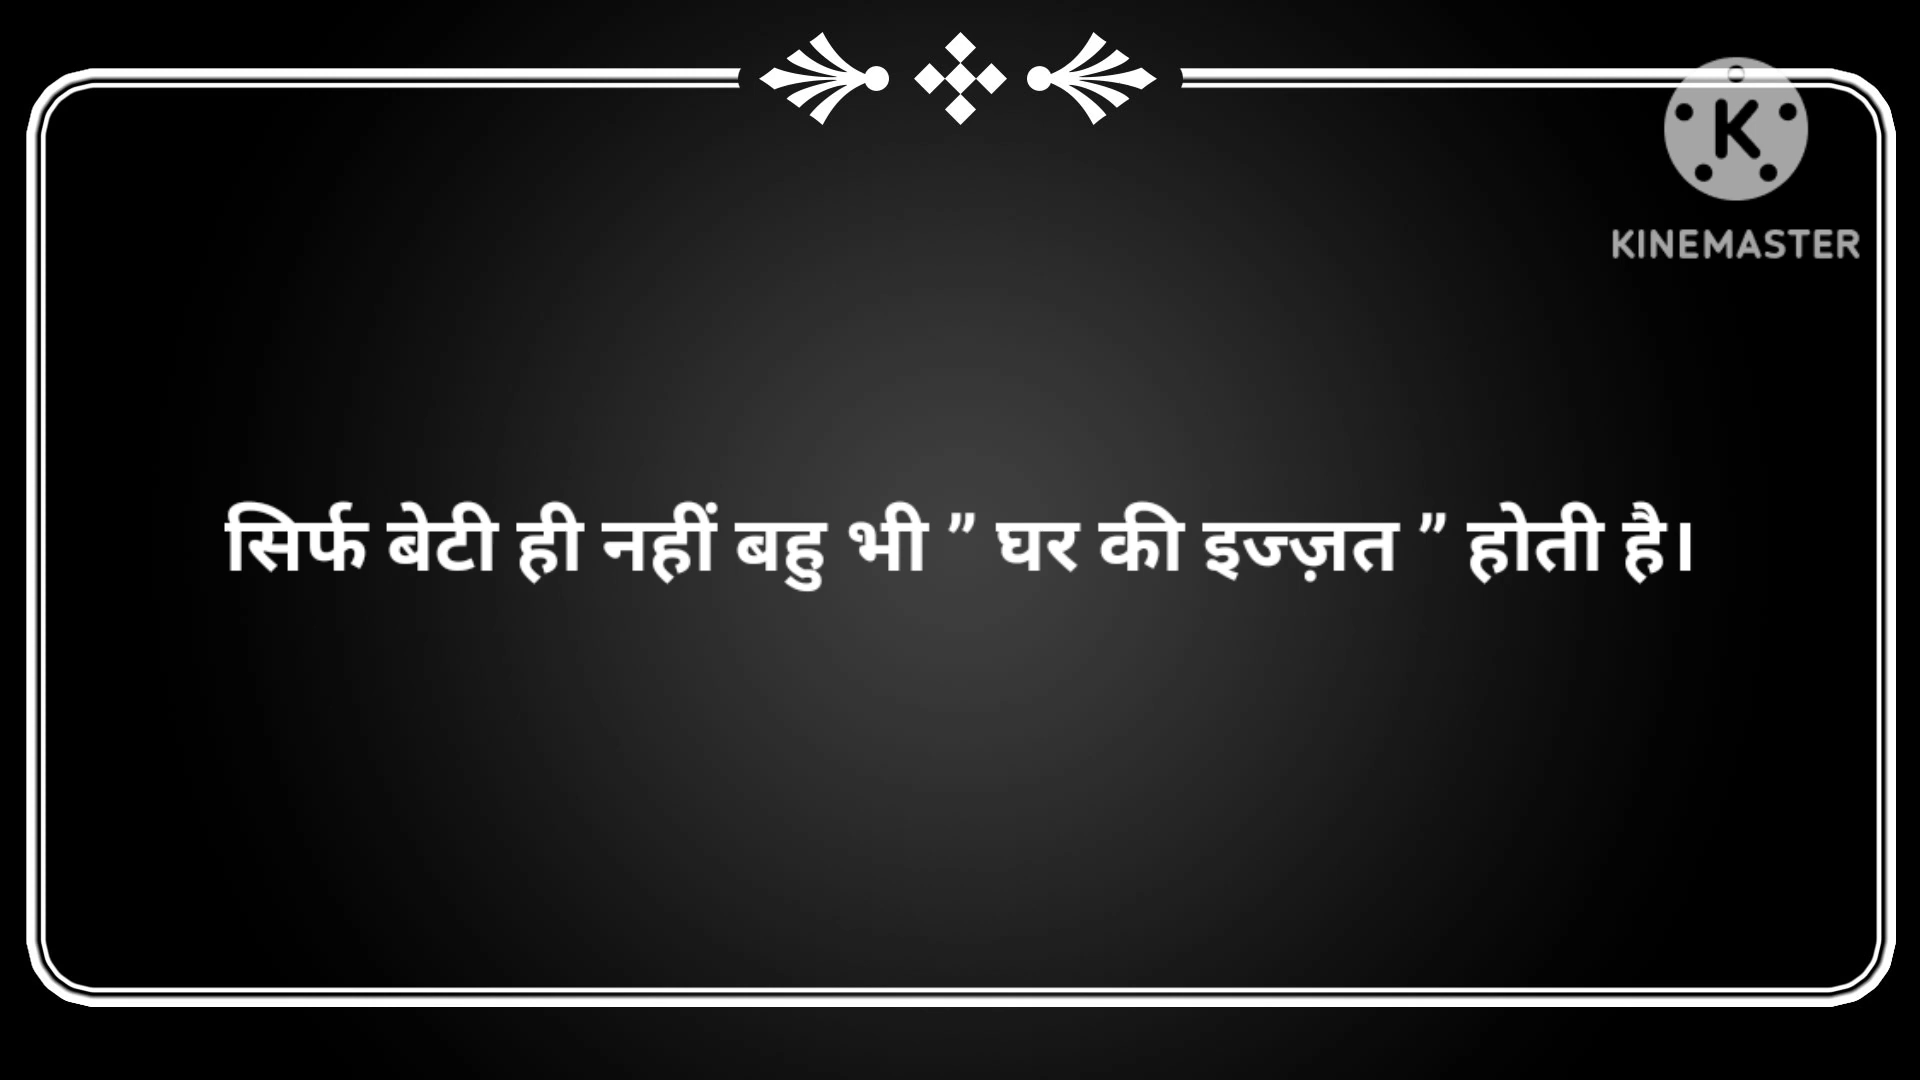 KINEMASTER
सिर्फ बेटी ही नहीं बहु भी ” घर की इज्ज़त ” होती है।